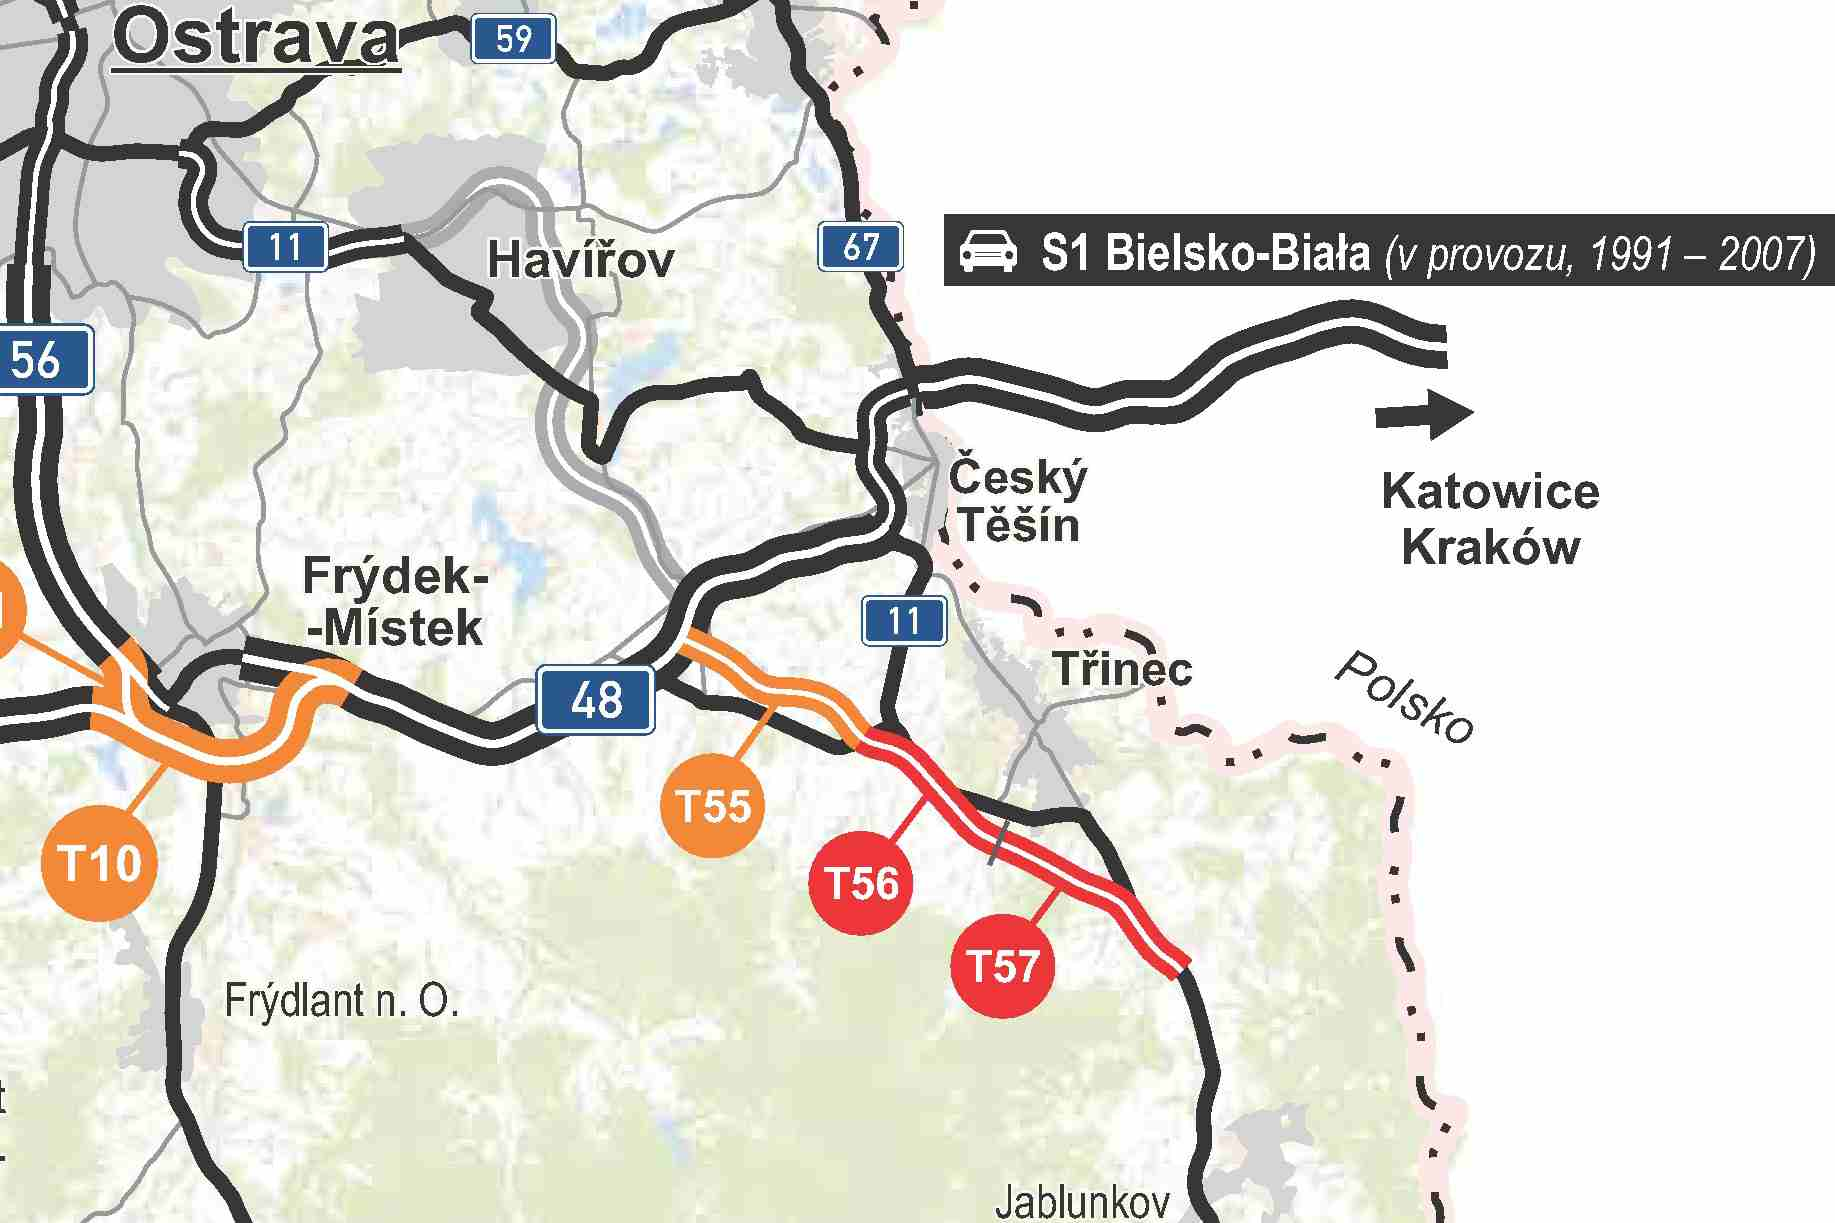 Ostrava
59
11
Havířov
67
S1 Bielsko-Biała (v provozu, 1991 – 2007)
56
Český
Těšín
Katowice
Kraków
Frýdek-
-Místek
11
Třinec
Polsko
48
T55
T10
T56
T57
Frýdlant n. O.
Jablunkov